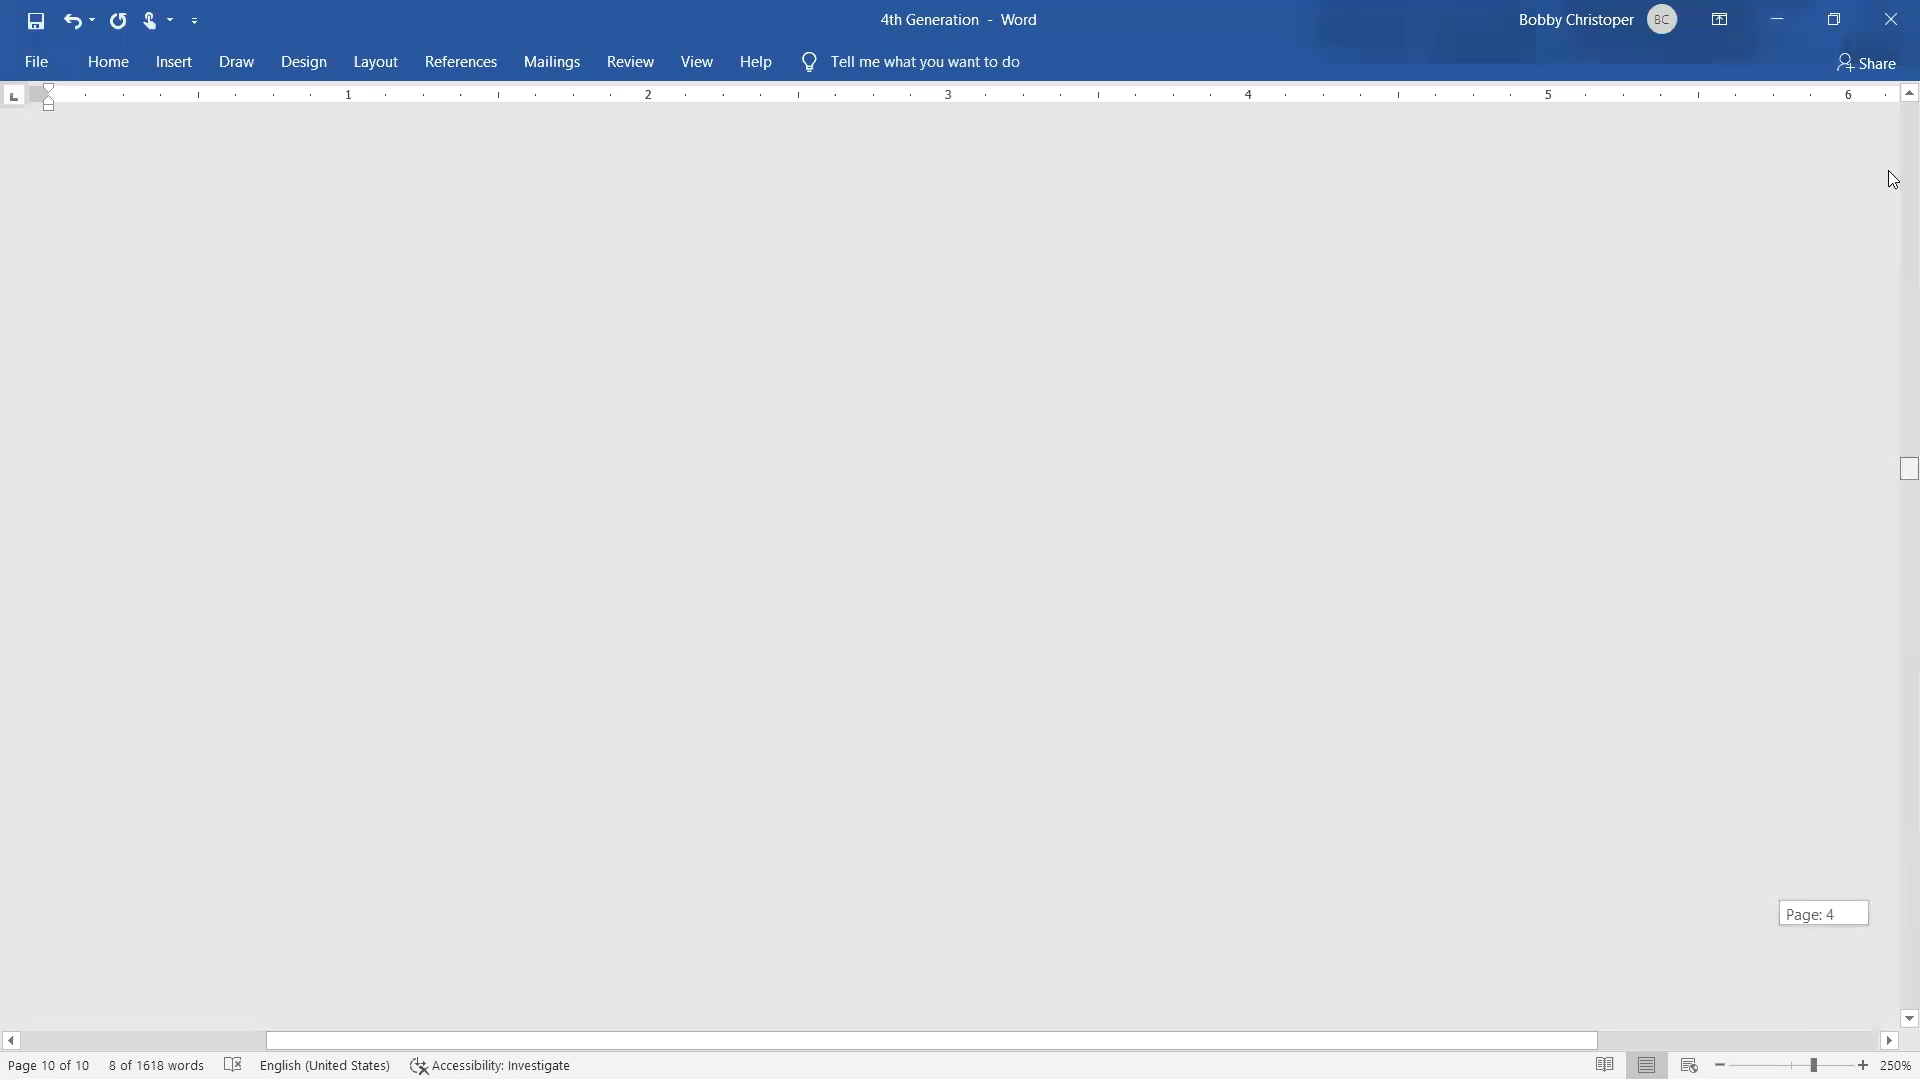 4th Generation - Word
Bobby Christoper BC
File Home Insert Draw Design Layout References Mailings Review View Help Tell me what you want to do Share
1 2 3 4 5 6
Page: 4
Page 10 of 10 8 of 1618 words English (United States) Accessibility: Investigate 250%